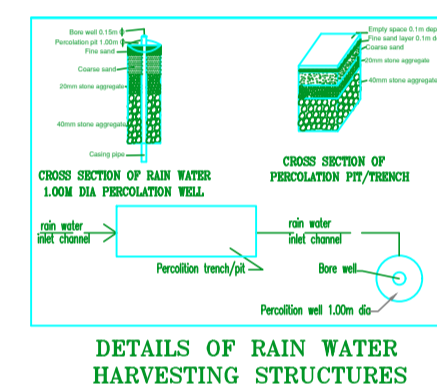 Bore well 0.15m ϕ
Percolation pit 1.00m ϕ
Fine sand
Coarse sand
20mm stone aggregate
40mm stone aggregate
Casing pipe
CROSS SECTION OF RAIN WATER
1.00M DIA PERCOLATION WELL
Empty space 0.1m dep
Fine sand layer 0.1m d
Coarse sand
20mm stone aggregate
40mm stone aggregate
CROSS SECTION OF
PERCOLATION PIT/TRENCH
rain water
inlet channel
Percolition trench/pit
rain water
inlet channel
Bore well
Percolition well 1.00m dia
DETAILS OF RAIN WATER
HARVESTING STRUCTURES